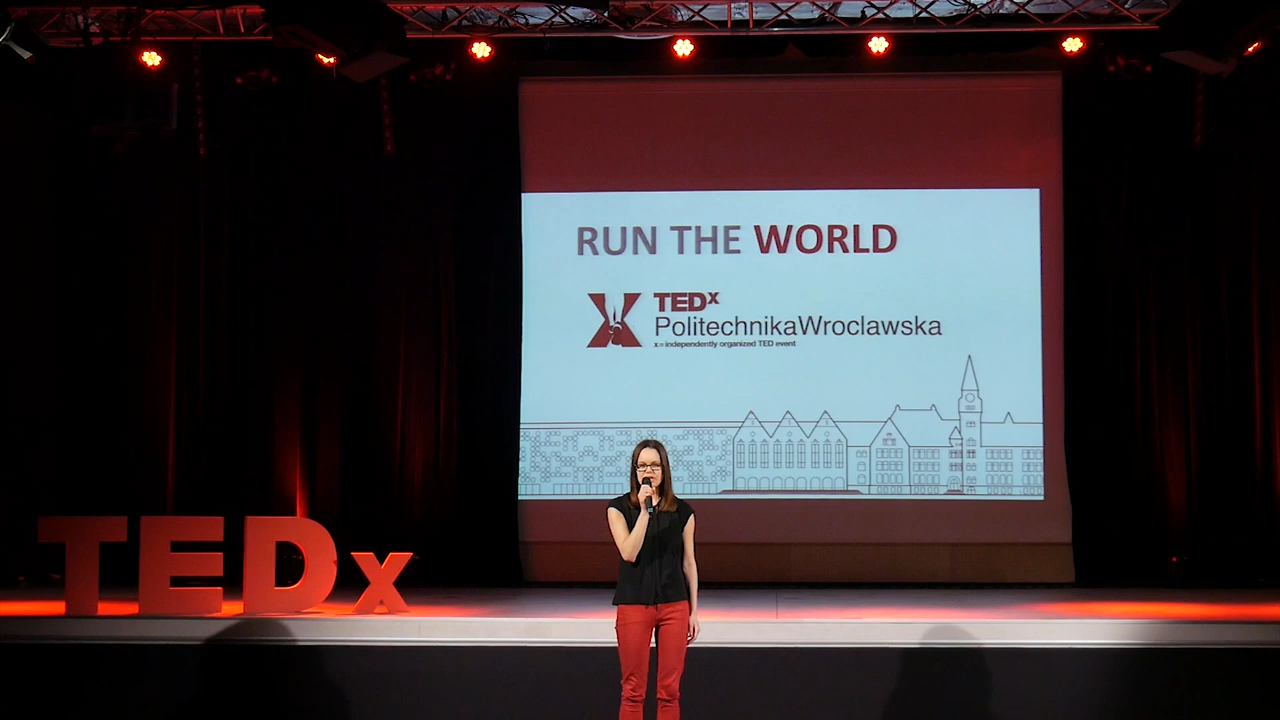 RUN THE WORLD
TEDx
PolitechnikaWroclawska
x = independently organized TED event
TEDx